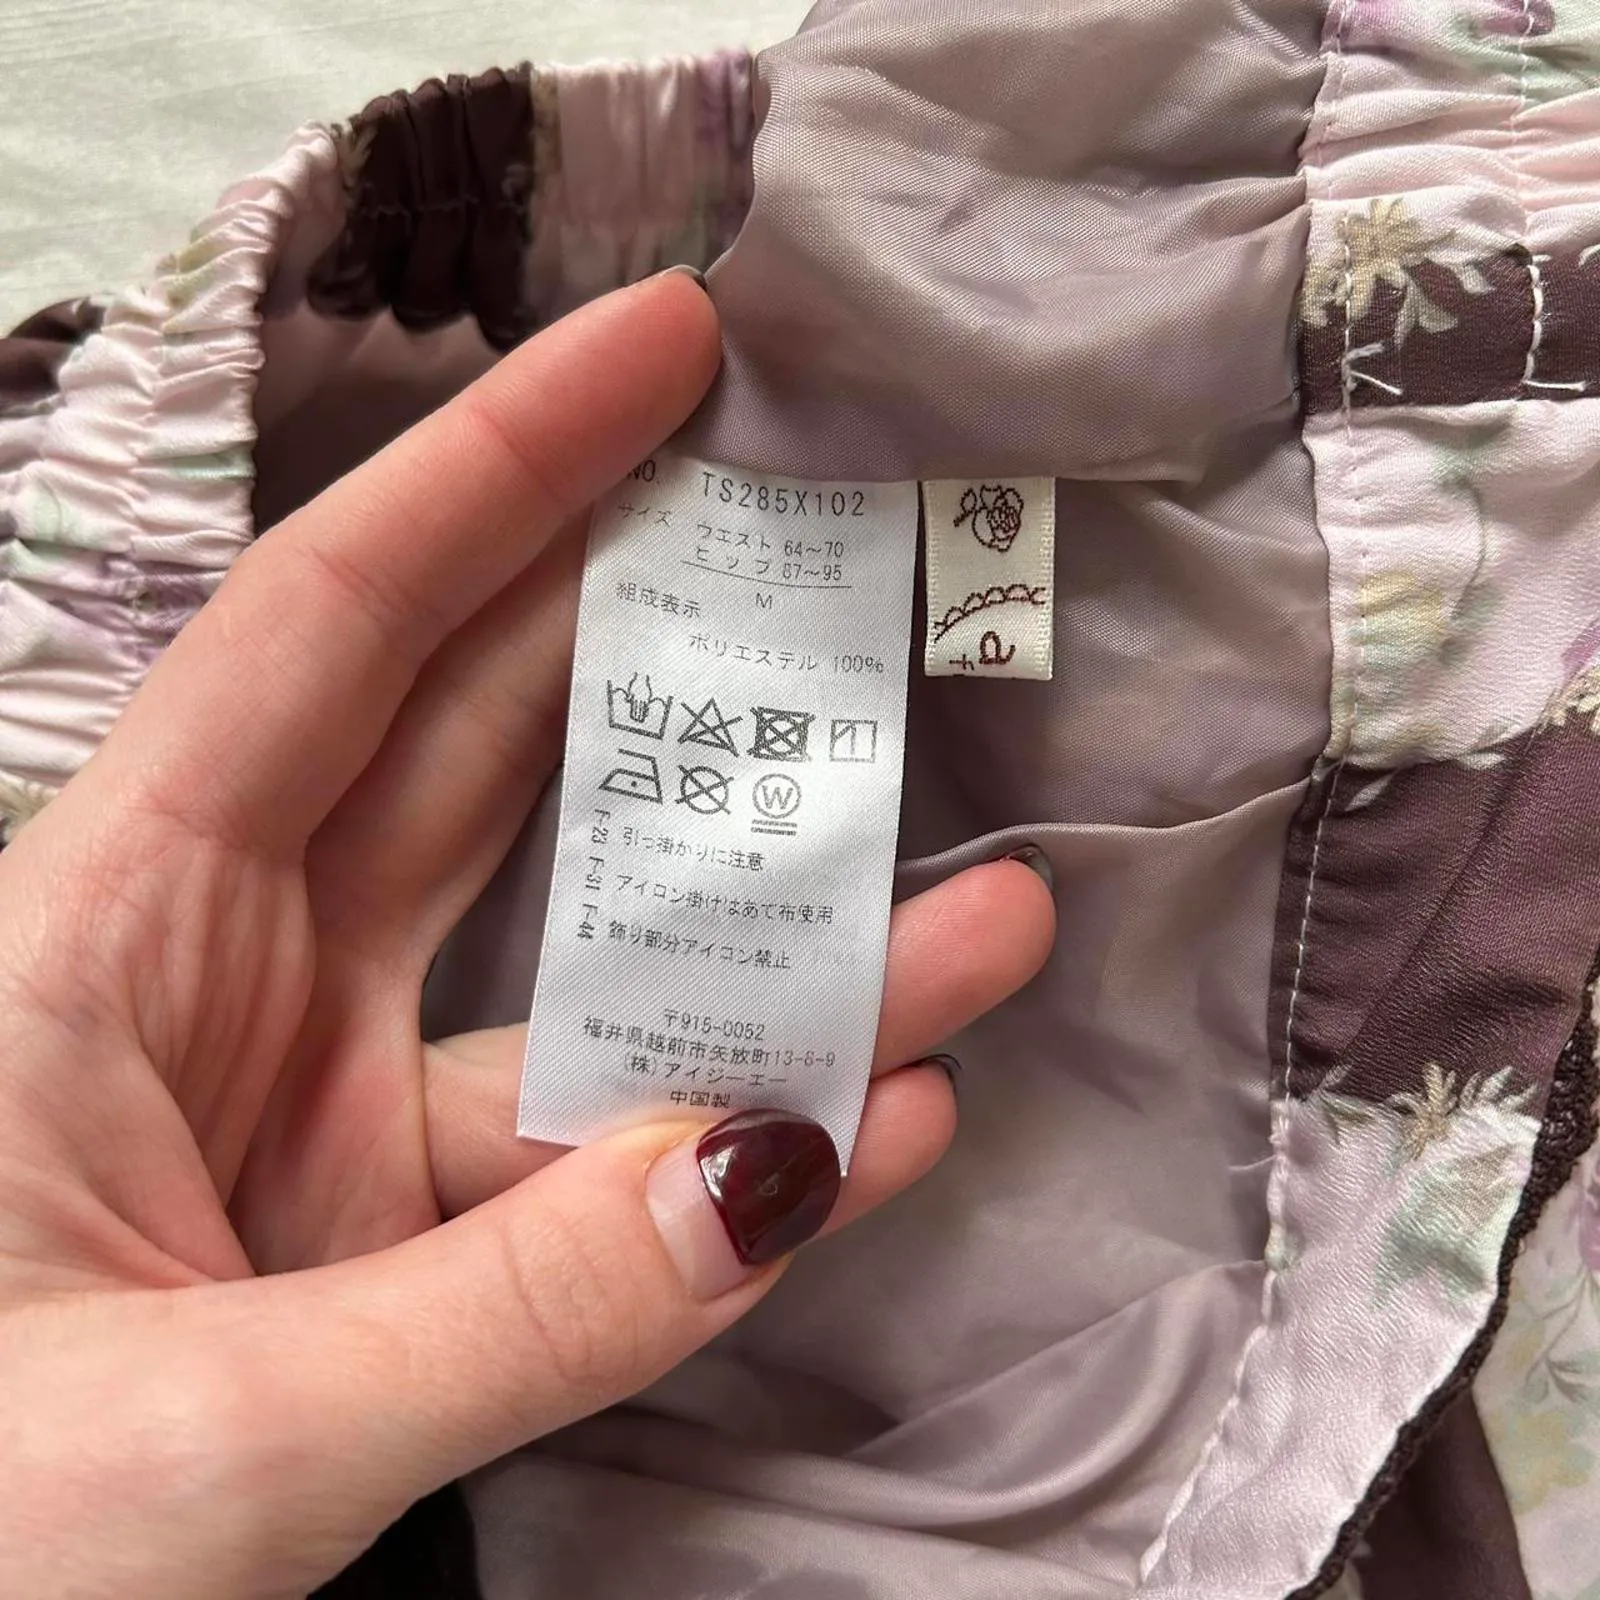 NO. TS285X102
サイズ ウエスト 64～70
ヒップ 87～95
M
組成表示
ポリエステル 100%
W
F-23 引っ掛かりに注意
F-31 アイロン掛けはあて布使用
F-44 飾り部分アイロン禁止
〒915-0052
福井県越前市矢放町13-8-9
(株)アイジーエー
中国製
a+